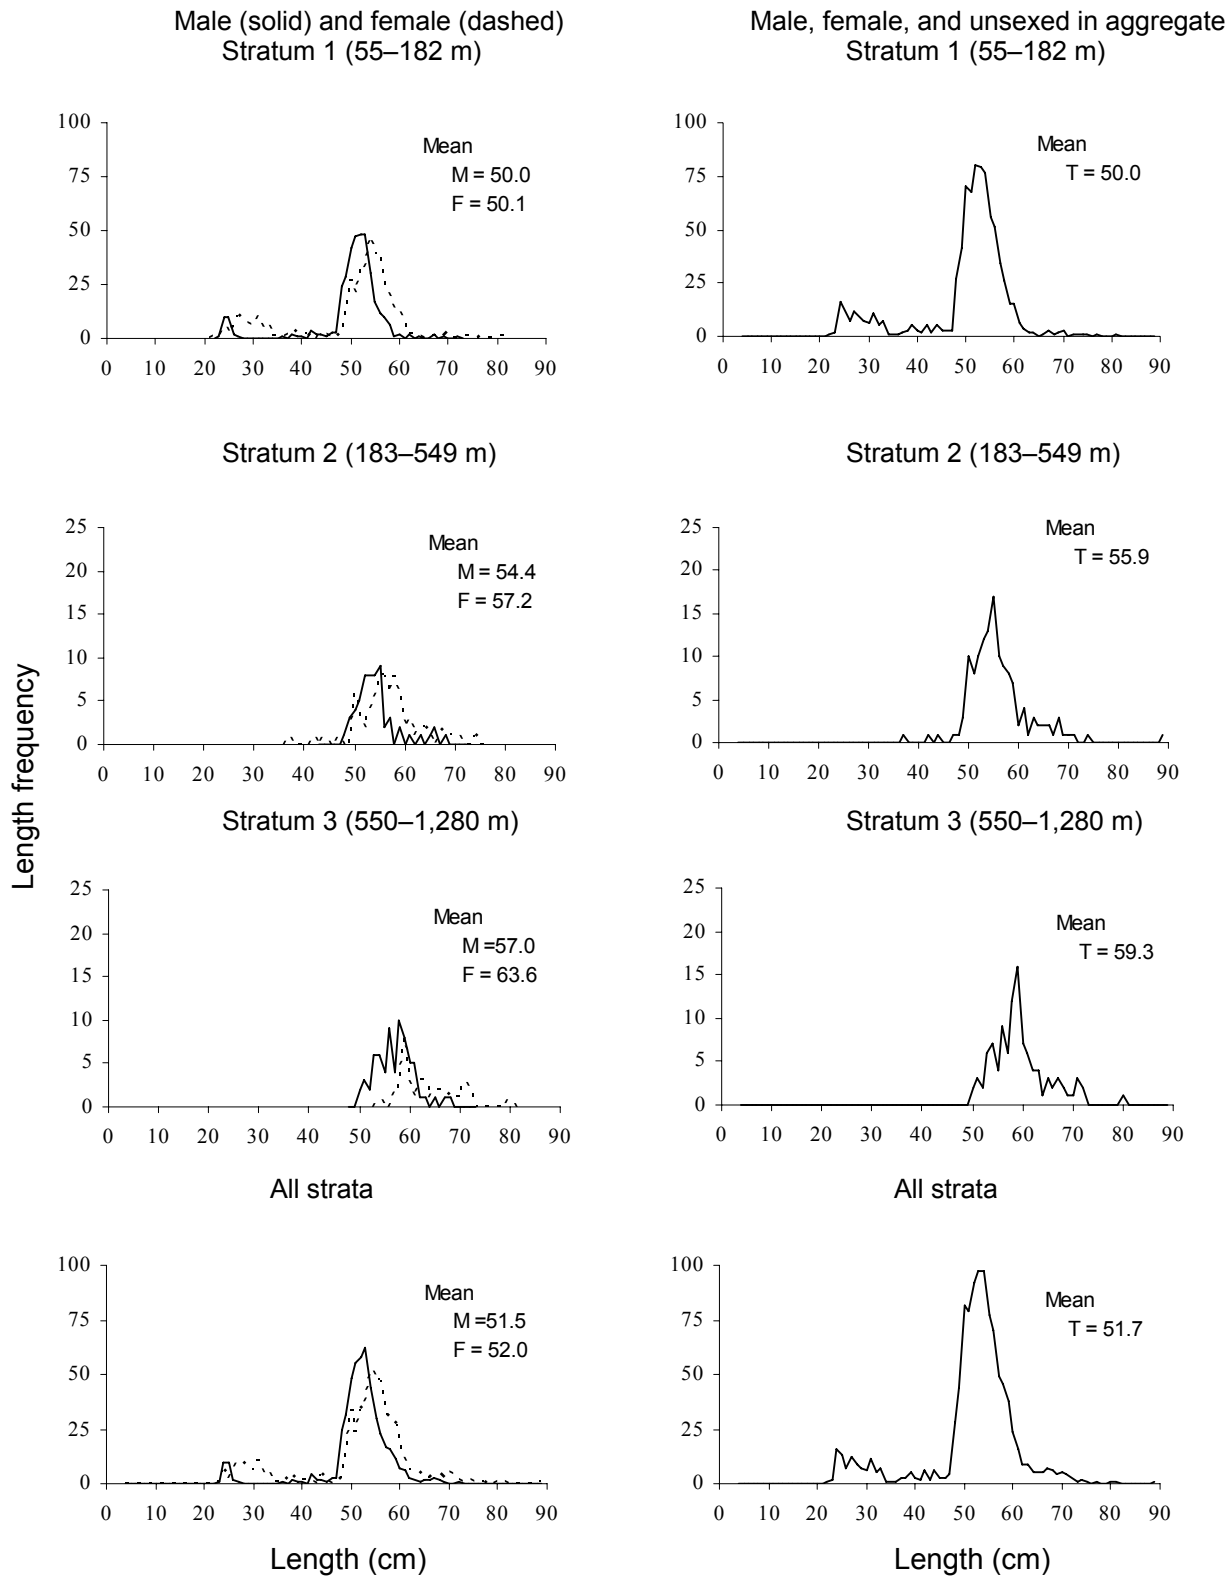 Male (solid) and female (dashed)
Stratum 1 (55–182 m)
Male, female, and unsexed in aggregate
Stratum 1 (55–182 m)
100
75
50
25
0
0 10 20 30 40 50 60 70 80 90
Mean
M = 50.0
F = 50.1
100
75
50
25
0
0 10 20 30 40 50 60 70 80 90
Mean
T = 50.0
Stratum 2 (183–549 m)
Stratum 2 (183–549 m)
25
20
15
10
5
0
0 10 20 30 40 50 60 70 80 90
Mean
M = 54.4
F = 57.2
25
20
15
10
5
0
0 10 20 30 40 50 60 70 80 90
Mean
T = 55.9
Length frequency
Stratum 3 (550–1,280 m)
Stratum 3 (550–1,280 m)
25
20
15
10
5
0
0 10 20 30 40 50 60 70 80 90
Mean
M =57.0
F = 63.6
25
20
15
10
5
0
0 10 20 30 40 50 60 70 80 90
Mean
T = 59.3
All strata
All strata
100
75
50
25
0
0 10 20 30 40 50 60 70 80 90
Mean
M =51.5
F = 52.0
100
75
50
25
0
0 10 20 30 40 50 60 70 80 90
Mean
T = 51.7
Length (cm)
Length (cm)